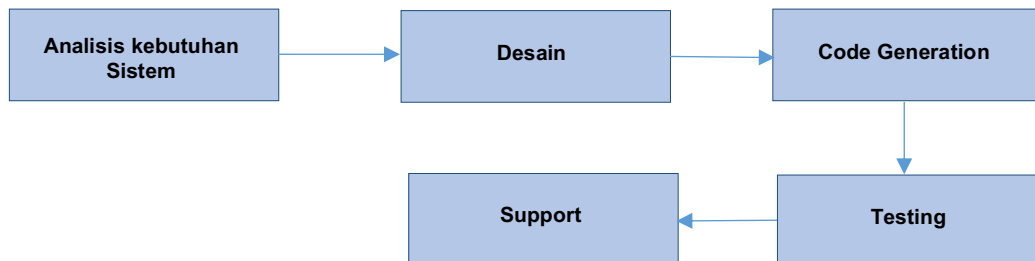 Analisis kebutuhan
Sistem
Desain
Code Generation
Support
Testing